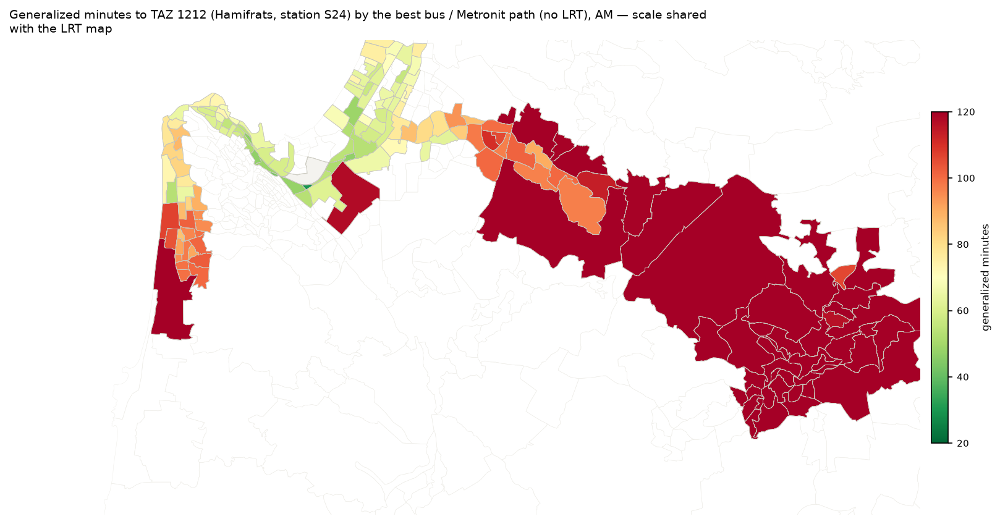 Generalized minutes to TAZ 1212 (Hamifrats, station S24) by the best bus / Metronit path (no LRT), AM — scale shared
with the LRT map
120
100
80
60
40
20
generalized minutes